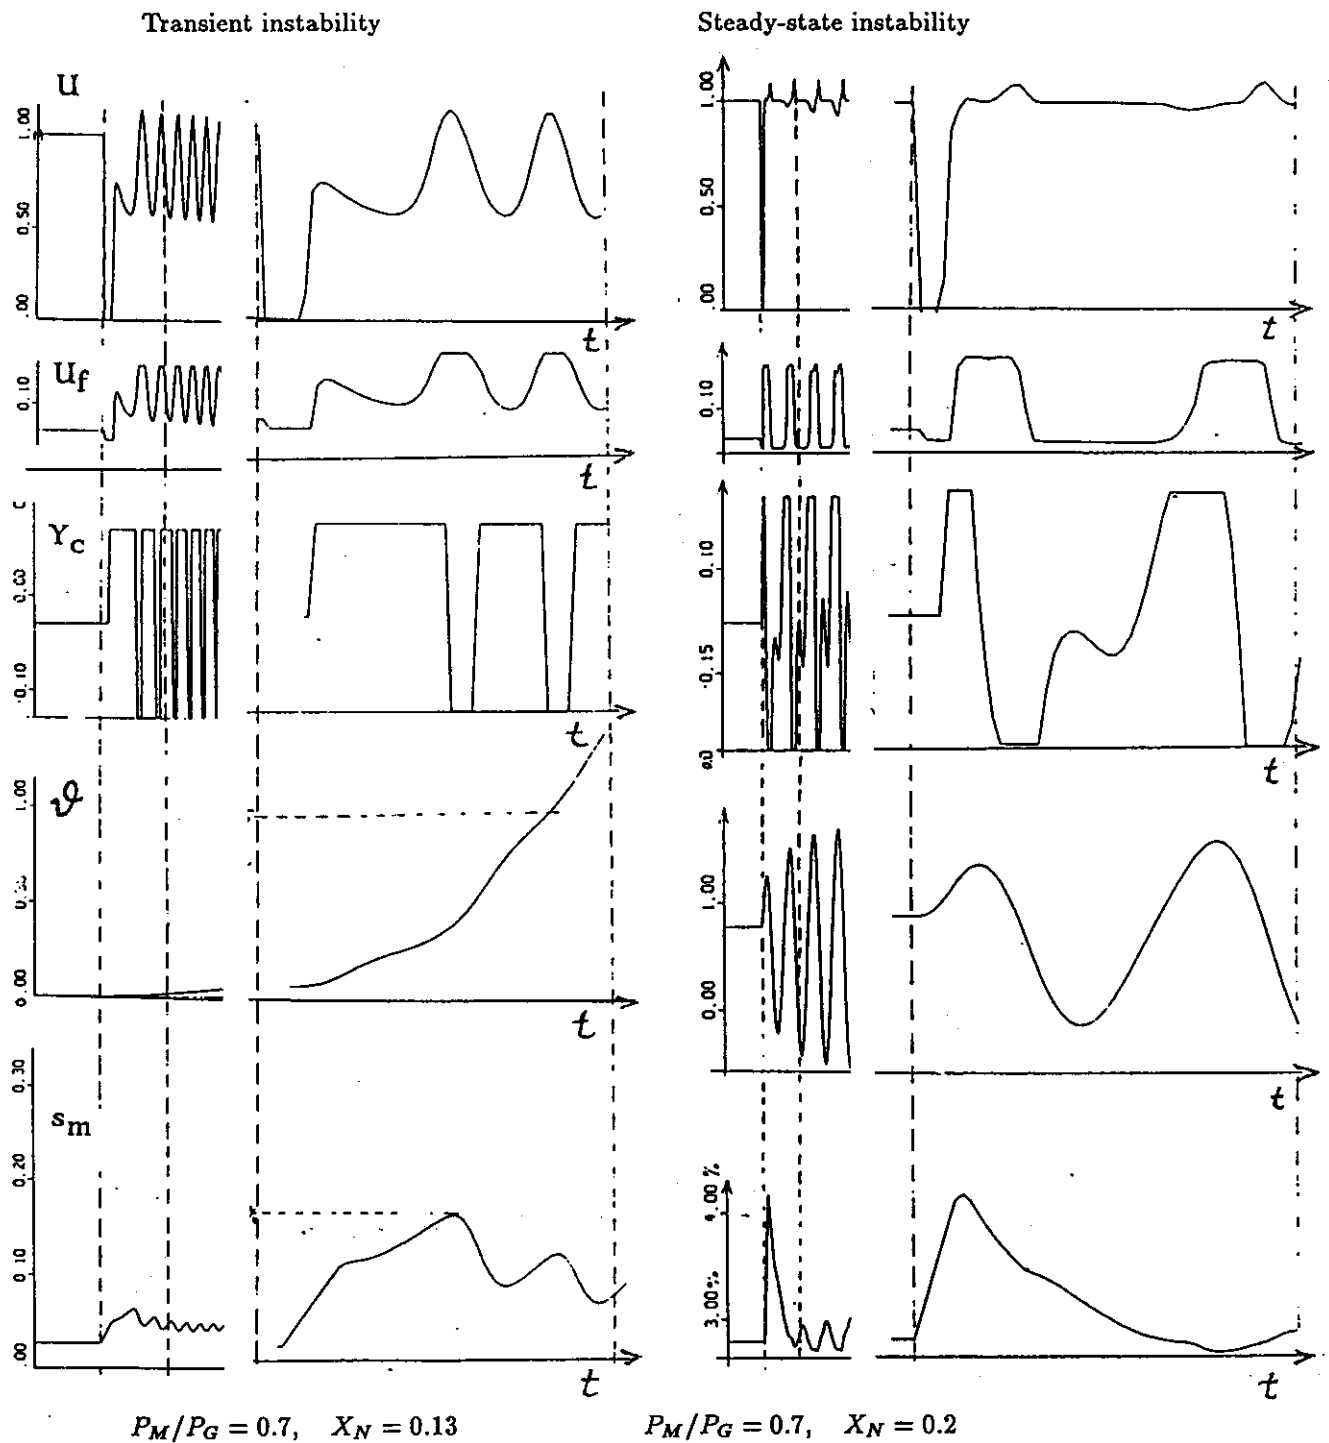 Transient instability
Steady-state instability
U
1.00
0.50
.00
t
1.00
0.50
.00
t
U_f
0.10
t
0.10
t
Y_c
0.00
-0.10
t
0.10
-0.15
t
ϑ
1.00
0.00
t
1.00
0.00
t
s_m
0.30
0.20
0.10
.00
t
4.00%
3.00%
t
P_M/P_G = 0.7, X_N = 0.13
P_M/P_G = 0.7, X_N = 0.2